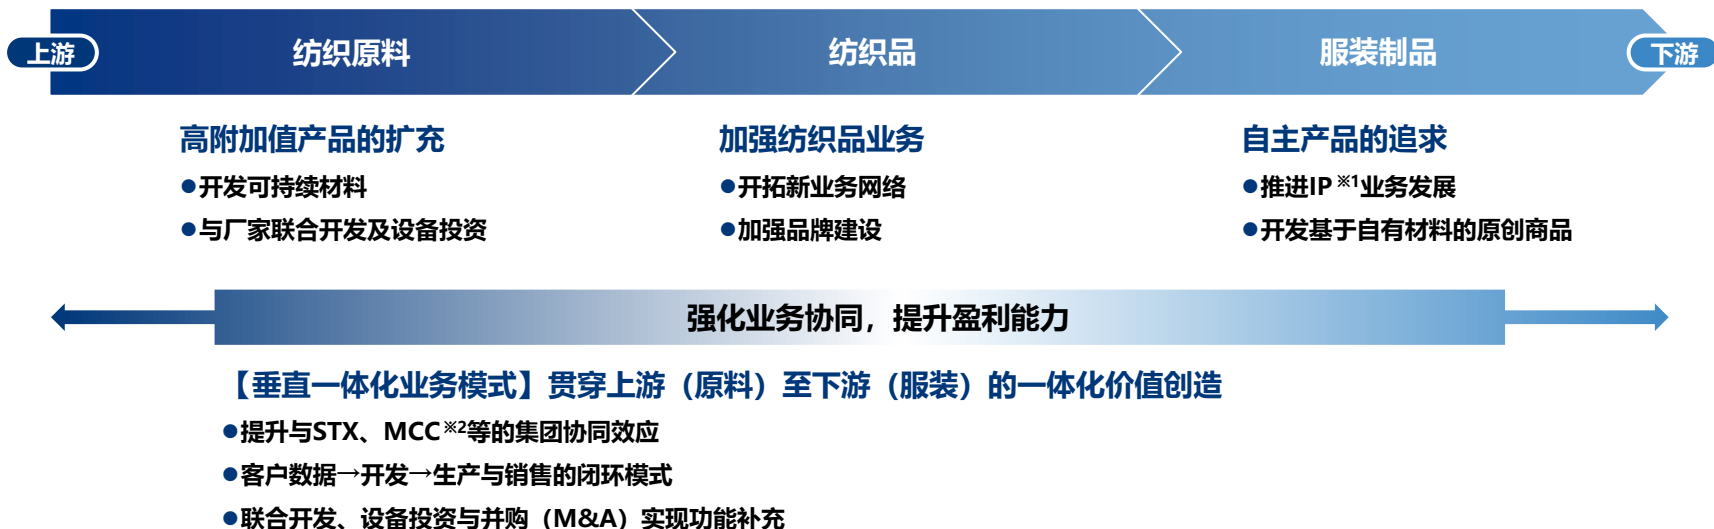 上游
纺织原料
纺织品
服装制品
下游
高附加值产品的扩充
●开发可持续材料
●与厂家联合开发及设备投资
加强纺织品业务
●开拓新业务网络
●加强品牌建设
自主产品的追求
●推进IP※1业务发展
●开发基于自有材料的原创商品
强化业务协同，提升盈利能力
【垂直一体化业务模式】贯穿上游（原料）至下游（服装）的一体化价值创造
●提升与STX、MCC※2等的集团协同效应
●客户数据→开发→生产与销售的闭环模式
●联合开发、设备投资与并购（M&A）实现功能补充